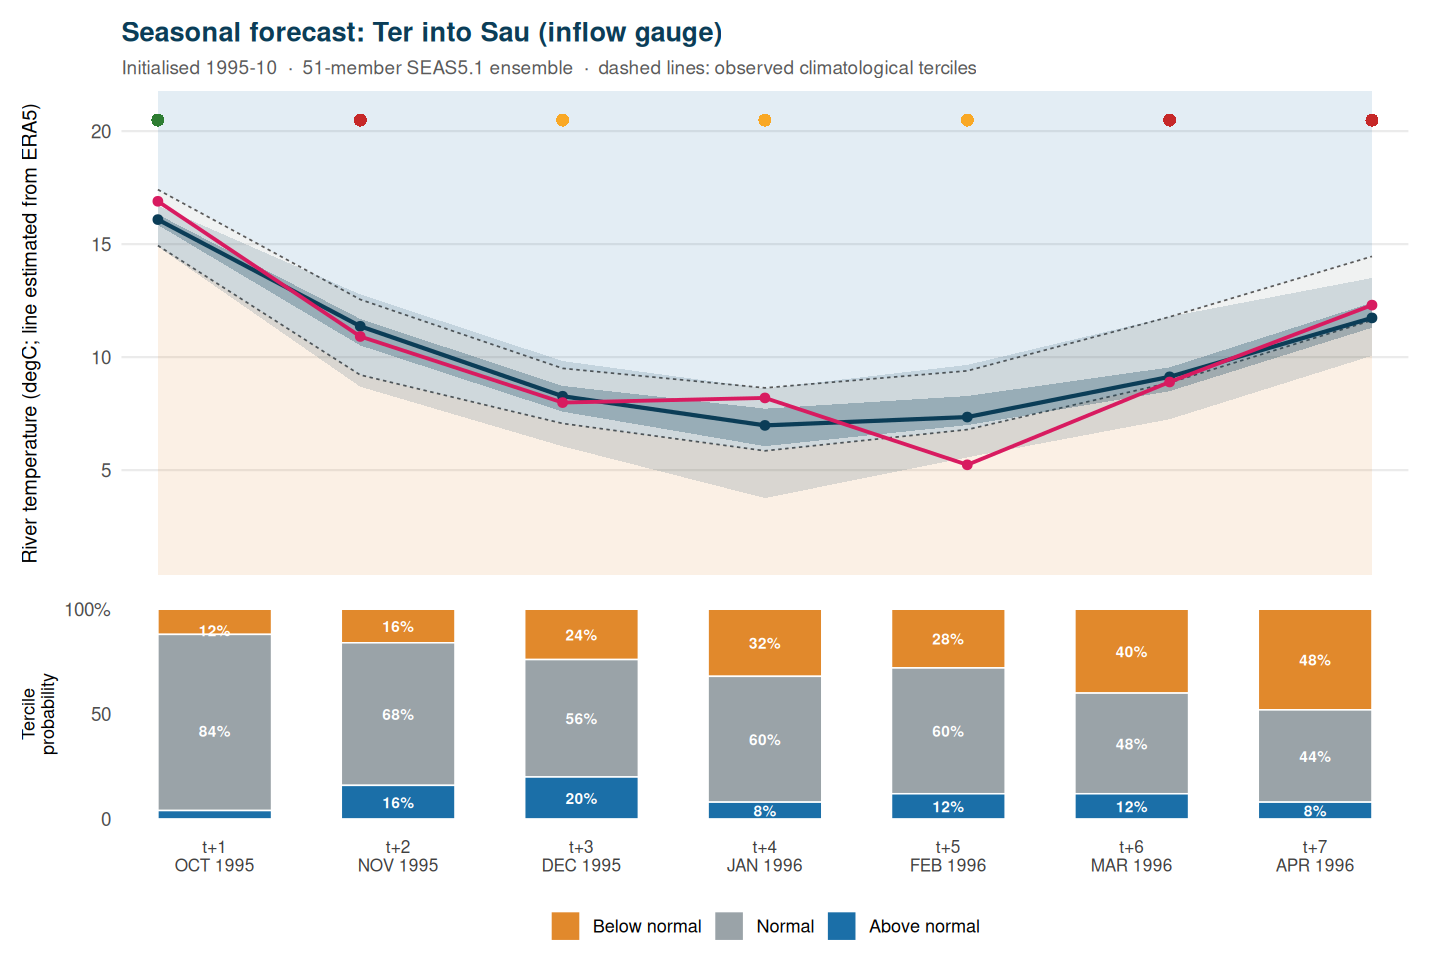 Seasonal forecast: Ter into Sau (inflow gauge)
Initialised 1995-10 · 51-member SEAS5.1 ensemble · dashed lines: observed climatological terciles
River temperature (degC; line estimated from ERA5)
20
15
10
5
Tercile
probability
100%
50
0
12%
84%
16%
68%
16%
24%
56%
20%
32%
60%
8%
28%
60%
12%
40%
48%
12%
48%
44%
8%
t+1
OCT 1995
t+2
NOV 1995
t+3
DEC 1995
t+4
JAN 1996
t+5
FEB 1996
t+6
MAR 1996
t+7
APR 1996
Below normal
Normal
Above normal